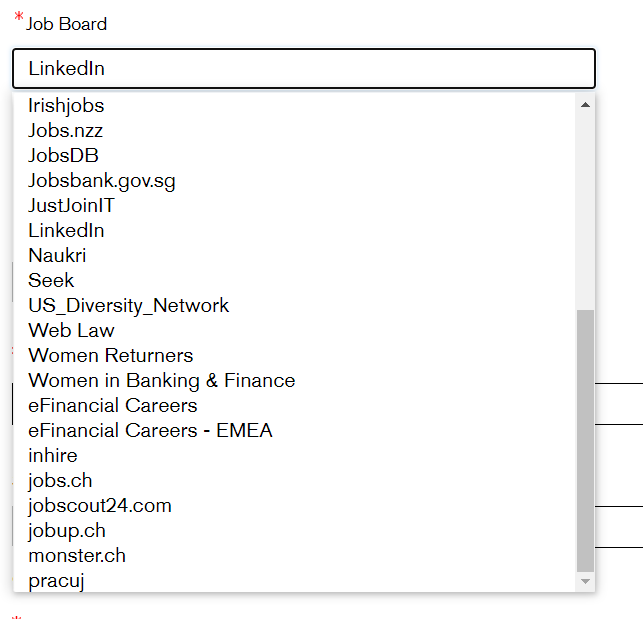 * Job Board
LinkedIn
Irishjobs
Jobs.nzz
JobsDB
Jobsbank.gov.sg
JustJoinIT
LinkedIn
Naukri
Seek
US_Diversity_Network
Web Law
Women Returners
Women in Banking & Finance
eFinancial Careers
eFinancial Careers - EMEA
inhire
jobs.ch
jobscout24.com
jobup.ch
monster.ch
pracuj
*